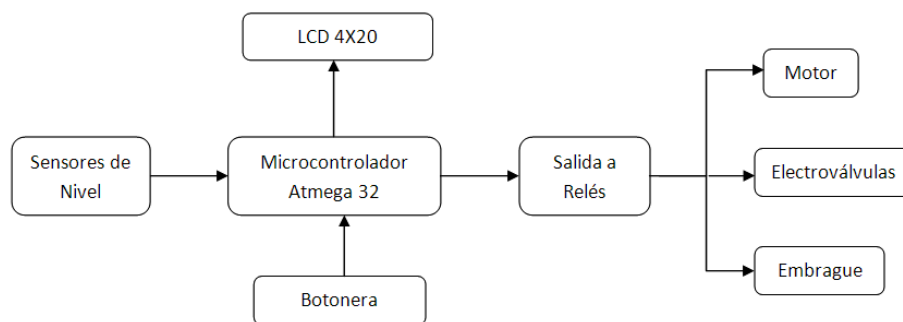 LCD 4X20
Motor
Sensores de
Nivel
Microcontrolador
Atmega 32
Salida a
Relés
Electroválvulas
Botonera
Embrague